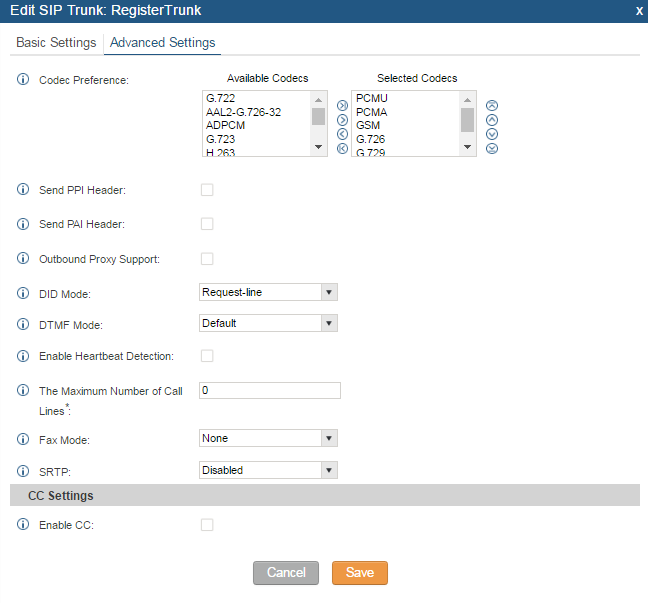 Edit SIP Trunk: RegisterTrunk x
Basic Settings Advanced Settings
Codec Preference: Available Codecs Selected Codecs
G.722 PCMU
AAL2-G.726-32 PCMA
ADPCM GSM
G.723 G.726
H.263 G.729
Send PPI Header:
Send PAI Header:
Outbound Proxy Support:
DID Mode: Request-line
DTMF Mode: Default
Enable Heartbeat Detection:
The Maximum Number of Call 0
Lines*:
Fax Mode: None
SRTP: Disabled
CC Settings
Enable CC:
Cancel Save